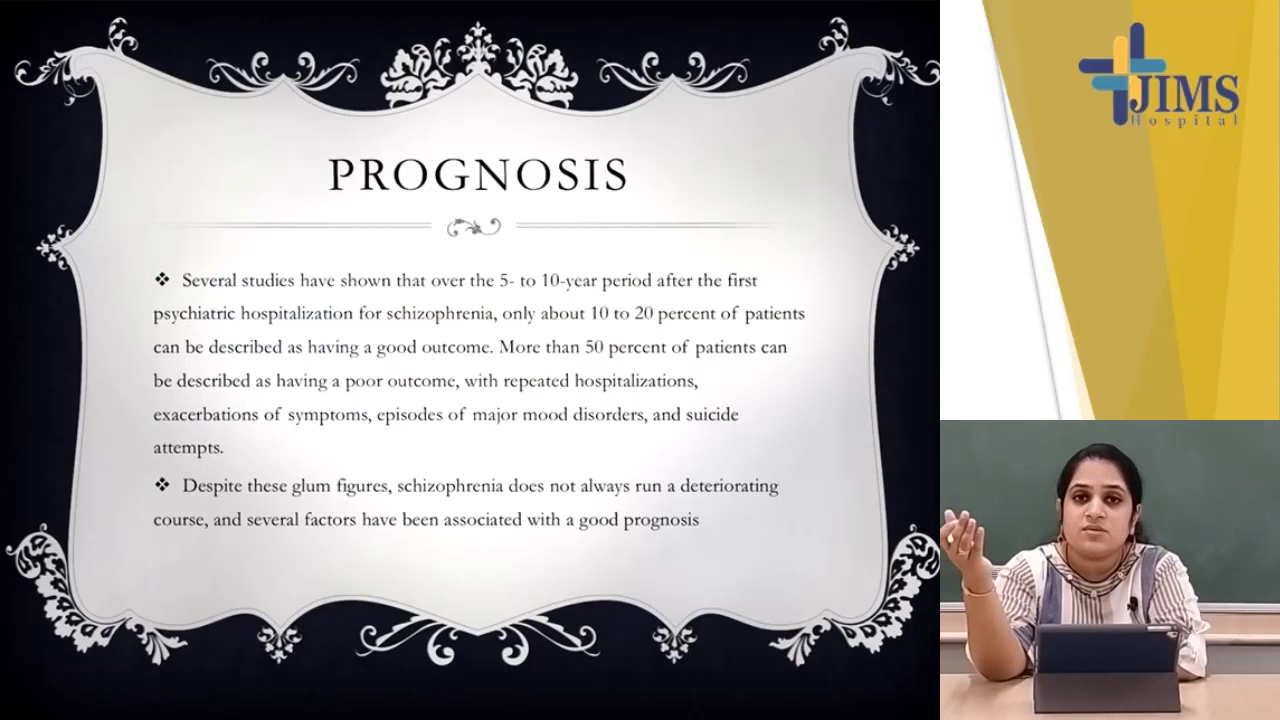 PROGNOSIS
❖ Several studies have shown that over the 5- to 10-year period after the first
psychiatric hospitalization for schizophrenia, only about 10 to 20 percent of patients
can be described as having a good outcome. More than 50 percent of patients can
be described as having a poor outcome, with repeated hospitalizations,
exacerbations of symptoms, episodes of major mood disorders, and suicide
attempts.
❖ Despite these glum figures, schizophrenia does not always run a deteriorating
course, and several factors have been associated with a good prognosis
JIMS
Hospital